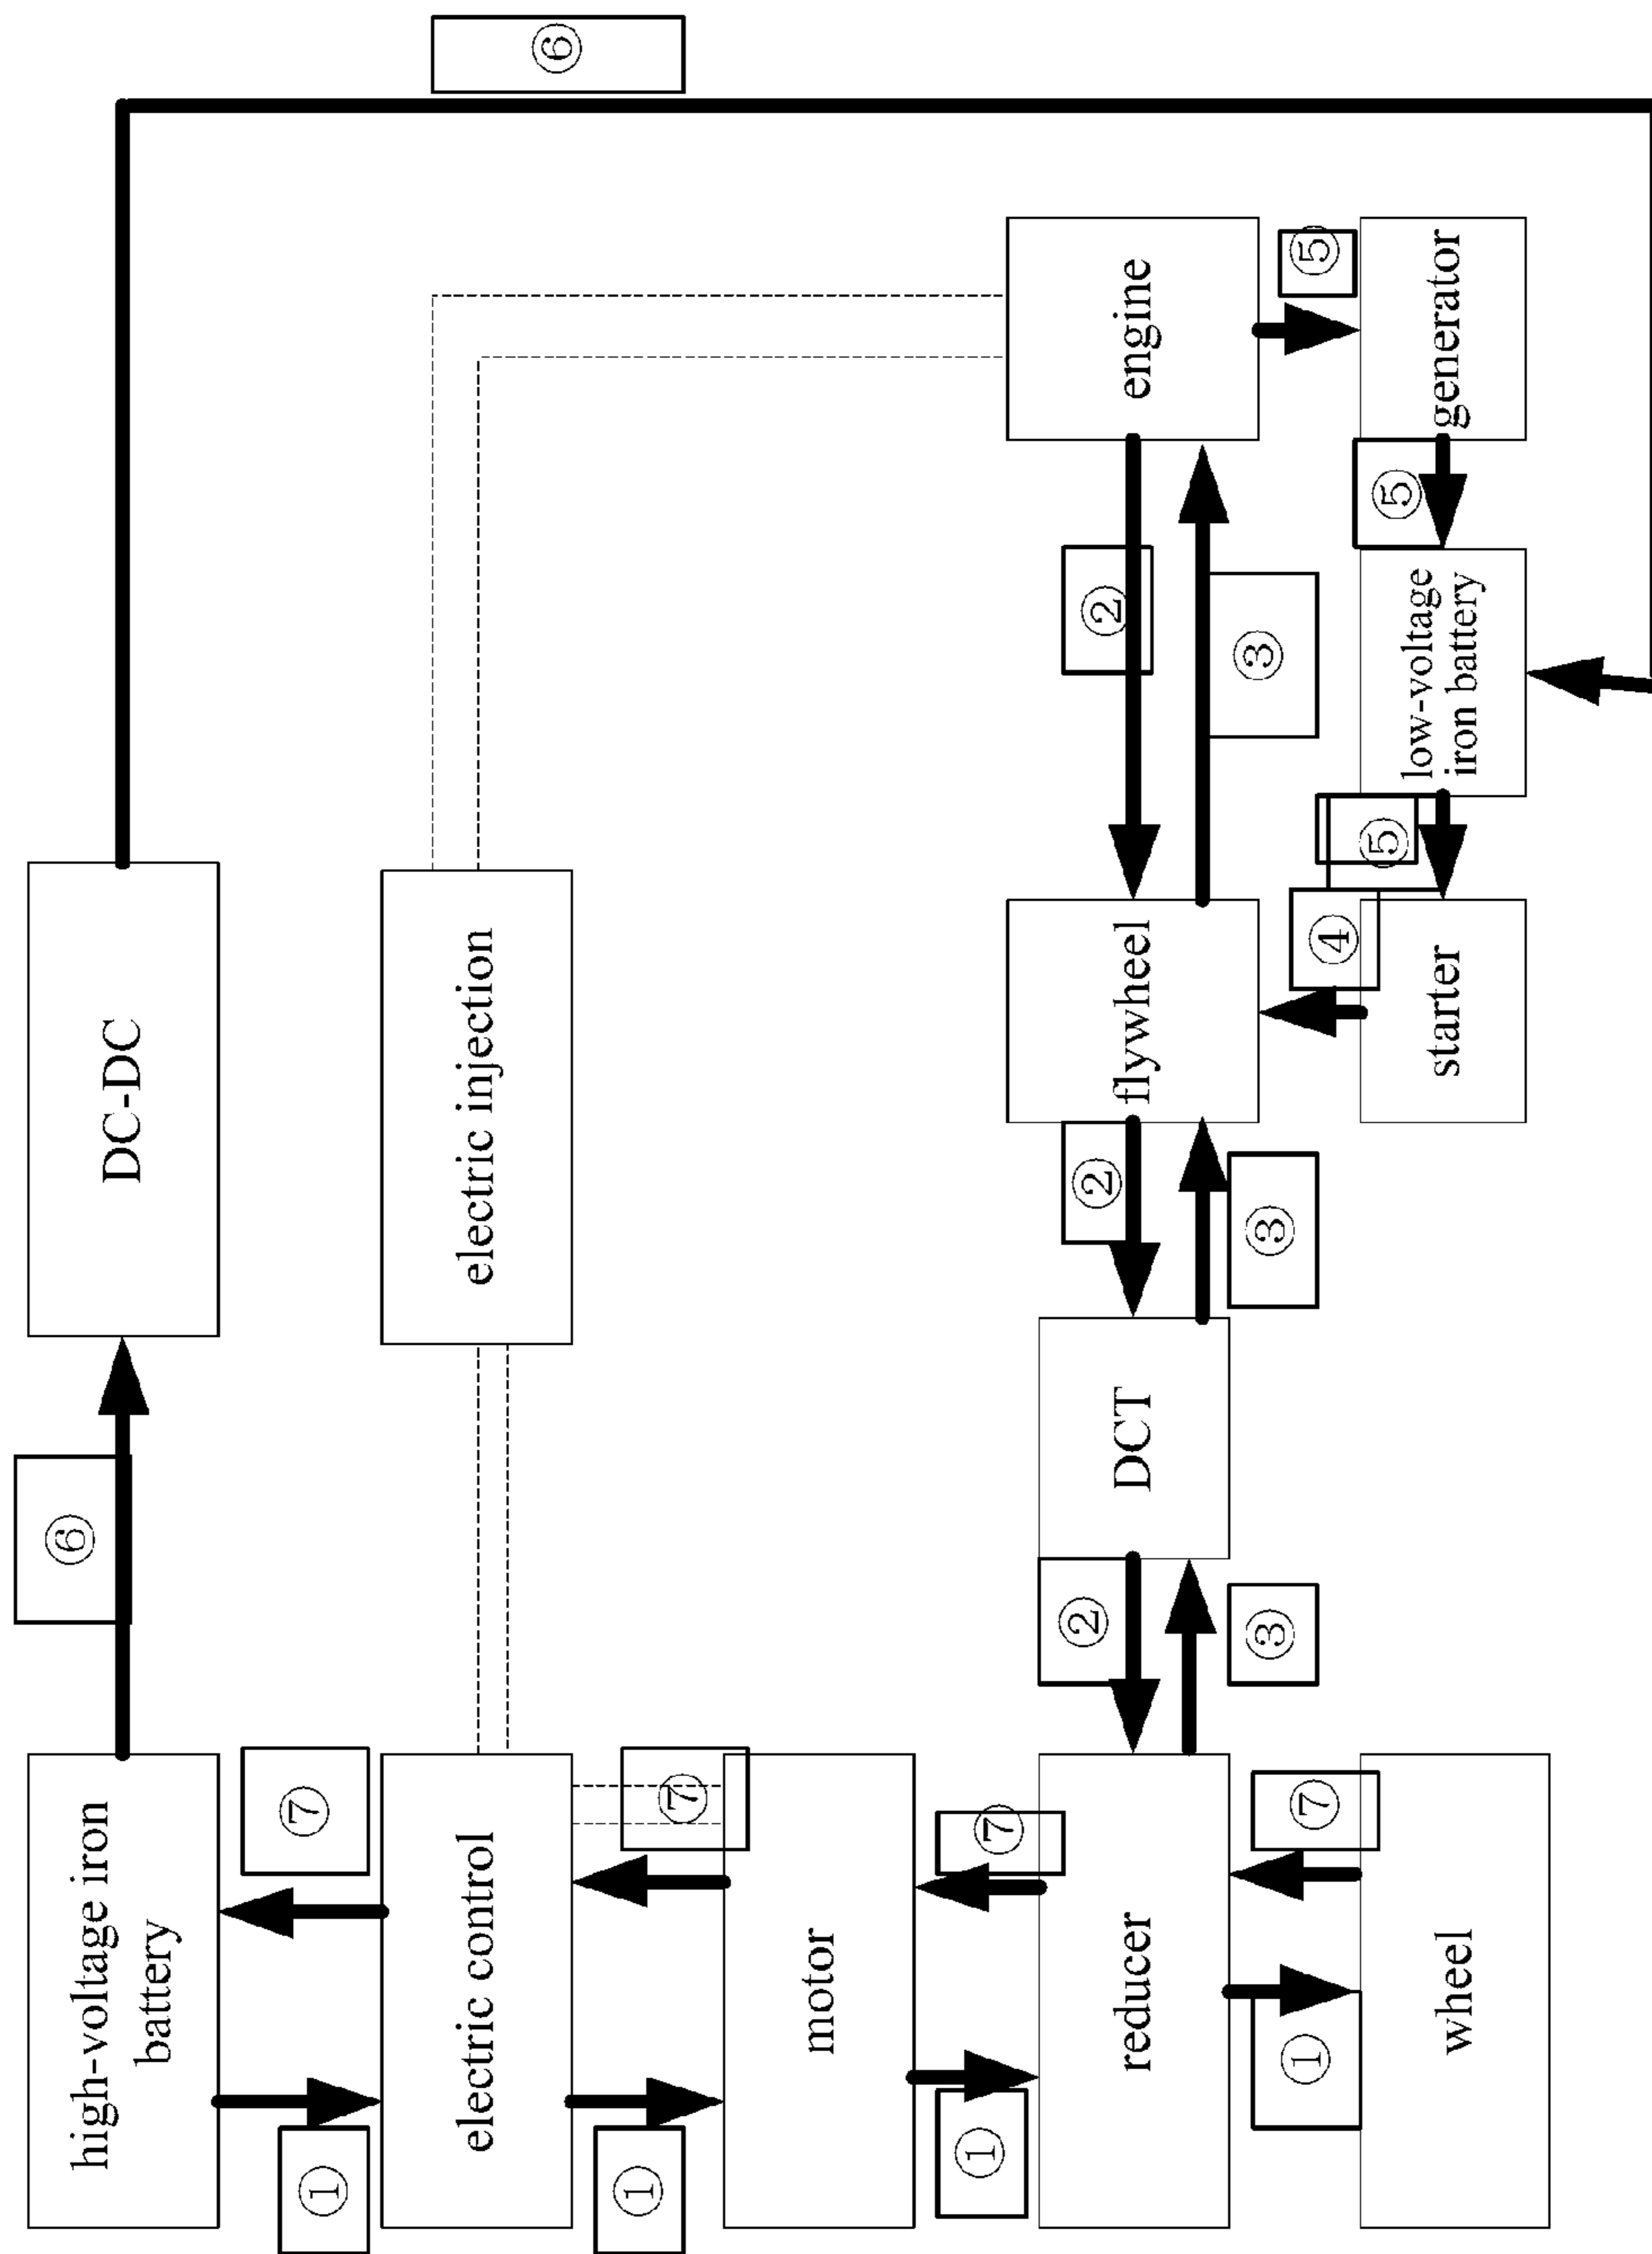 ⑥
high-voltage iron
battery
DC-DC
①
⑦
electric control
electric injection
⑥
①
⑦
motor
①
⑦
②
②
②
reducer
DCT
flywheel
engine
③
③
③
①
⑦
④
⑤
⑤
⑤
wheel
starter
low-voltage
iron battery
generator